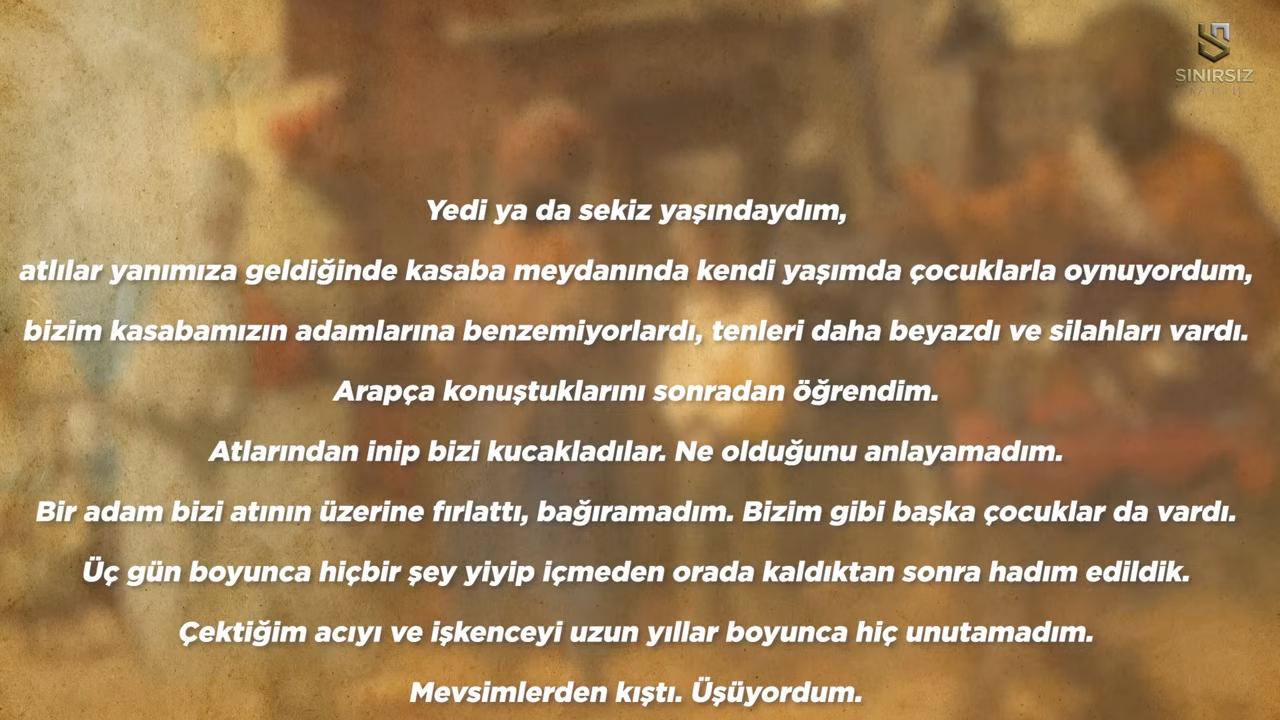 SINIRSIZ
Yedi ya da sekiz yaşındaydım,
atlılar yanımıza geldiğinde kasaba meydanında kendi yaşımda çocuklarla oynuyordum,
bizim kasabamızın adamlarına benzemiyorlardı, tenleri daha beyazdı ve silahları vardı.
Arapça konuştuklarını sonradan öğrendim.
Atlarından inip bizi kucakladılar. Ne olduğunu anlayamadım.
Bir adam bizi atının üzerine fırlattı, bağıramadım. Bizim gibi başka çocuklar da vardı.
Üç gün boyunca hiçbir şey yiyip içmeden orada kaldıktan sonra hadım edildik.
Çektiğim acıyı ve işkenceyi uzun yıllar boyunca hiç unutamadım.
Mevsimlerden kıştı. Üşüyordum.